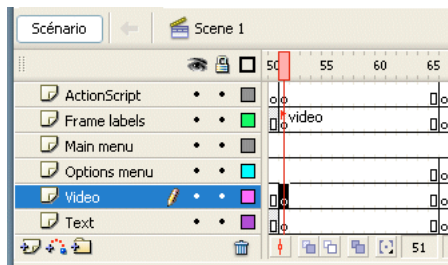 Scénario Scene 1
50 55 60 65
ActionScript
Frame labels video
Main menu
Options menu
Video
Text
51